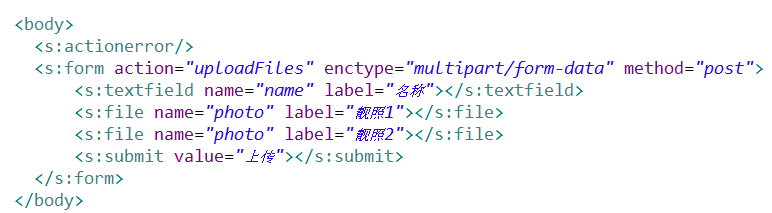 <body>
<s:actionerror/>
<s:form action="uploadFiles" enctype="multipart/form-data" method="post">
<s:textfield name="name" label="名称"></s:textfield>
<s:file name="photo" label="靓照1"></s:file>
<s:file name="photo" label="靓照2"></s:file>
<s:submit value="上传"></s:submit>
</s:form>
</body>